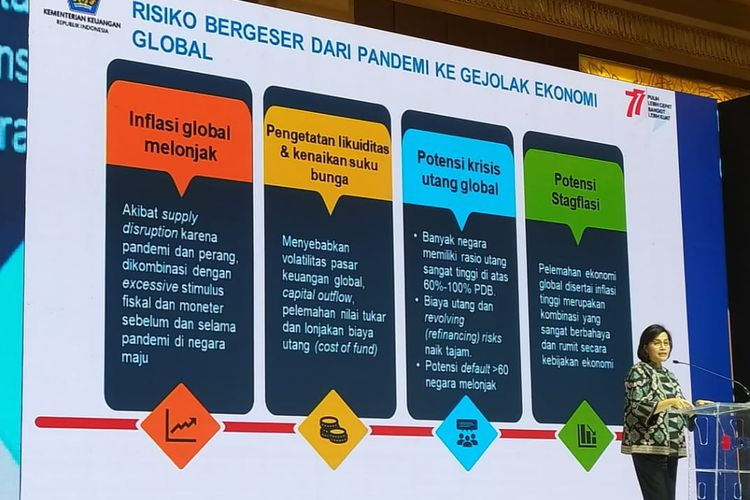 KEMENTERIAN KEUANGAN
REPUBLIK INDONESIA
RISIKO BERGESER DARI PANDEMI KE GEJOLAK EKONOMI
GLOBAL
77
PULIH
LEBIH CEPAT
BANGKIT
LEBIH KUAT
Inflasi global
melonjak
Akibat supply
disruption karena
pandemi dan perang,
dikombinasi dengan
excessive stimulus
fiskal dan moneter
sebelum dan selama
pandemi di negara
maju
Pengetatan likuiditas
& kenaikan suku
bunga
Menyebabkan
volatilitas pasar
keuangan global,
capital outflow,
pelemahan nilai tukar
dan lonjakan biaya
utang (cost of fund)
Potensi krisis
utang global
• Banyak negara
memiliki rasio utang
sangat tinggi di atas
60%-100% PDB.
• Biaya utang dan
revolving
(refinancing) risks
naik tajam.
• Potensi default >60
negara melonjak
Potensi
Stagflasi
Pelemahan ekonomi
global disertai inflasi
tinggi merupakan
kombinasi yang
sangat berbahaya
dan rumit secara
kebijakan ekonomi